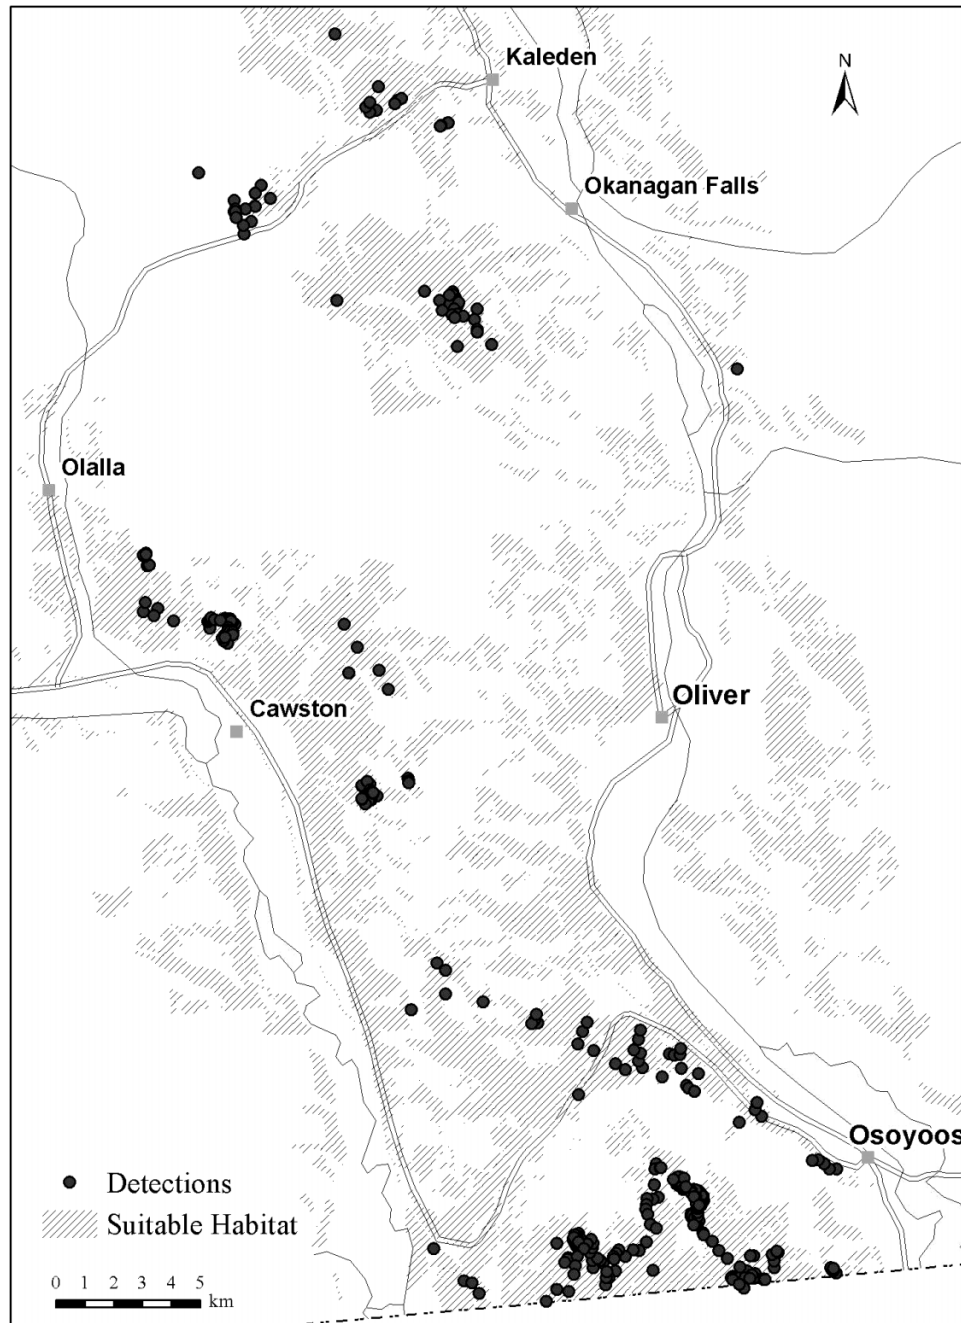 Kaleden
N
Okanagan Falls
Olalla
Oliver
Cawston
Osoyoos
Detections
Suitable Habitat
0 1 2 3 4 5
km